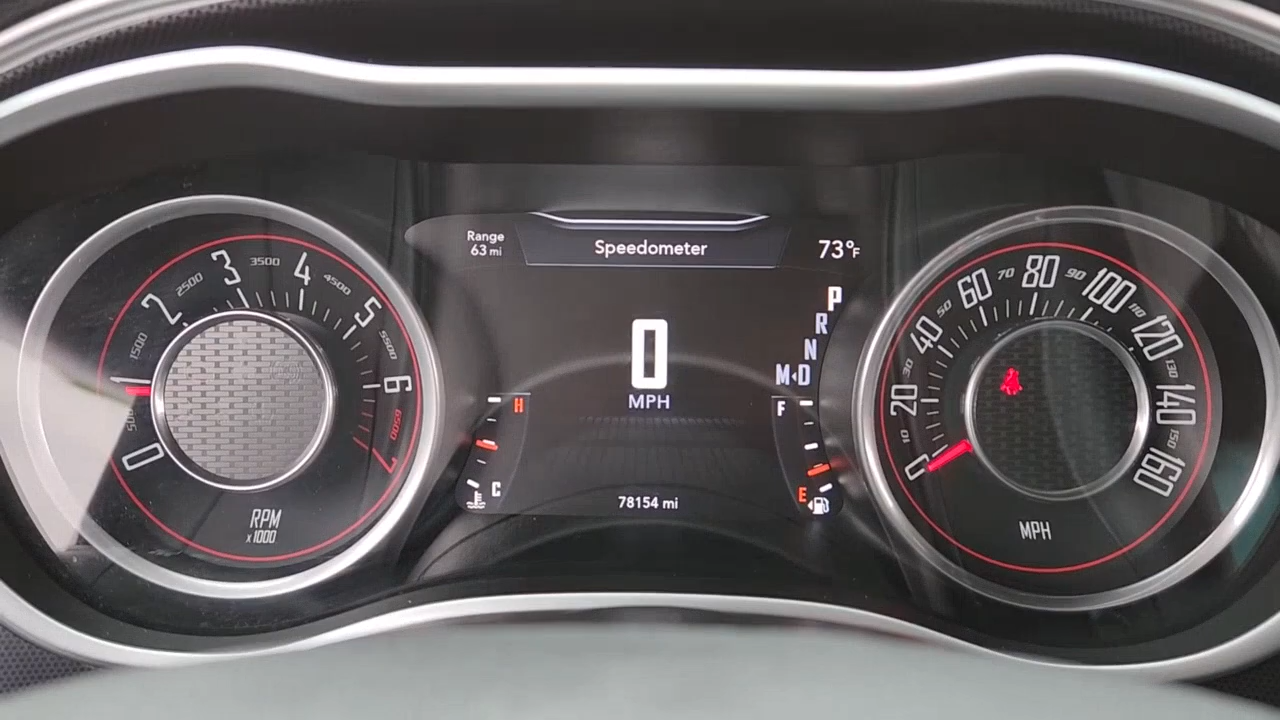 Range
63 mi
Speedometer
73°F
0
MPH
P
R
N
M◂D
H
C
F
E
78154 mi
0
500
1
1500
2
2500
3
3500
4
4500
5
5500
6
6500
7
RPM
x1000
0
10
20
30
40
50
60
70
80
90
100
110
120
130
140
150
160
MPH